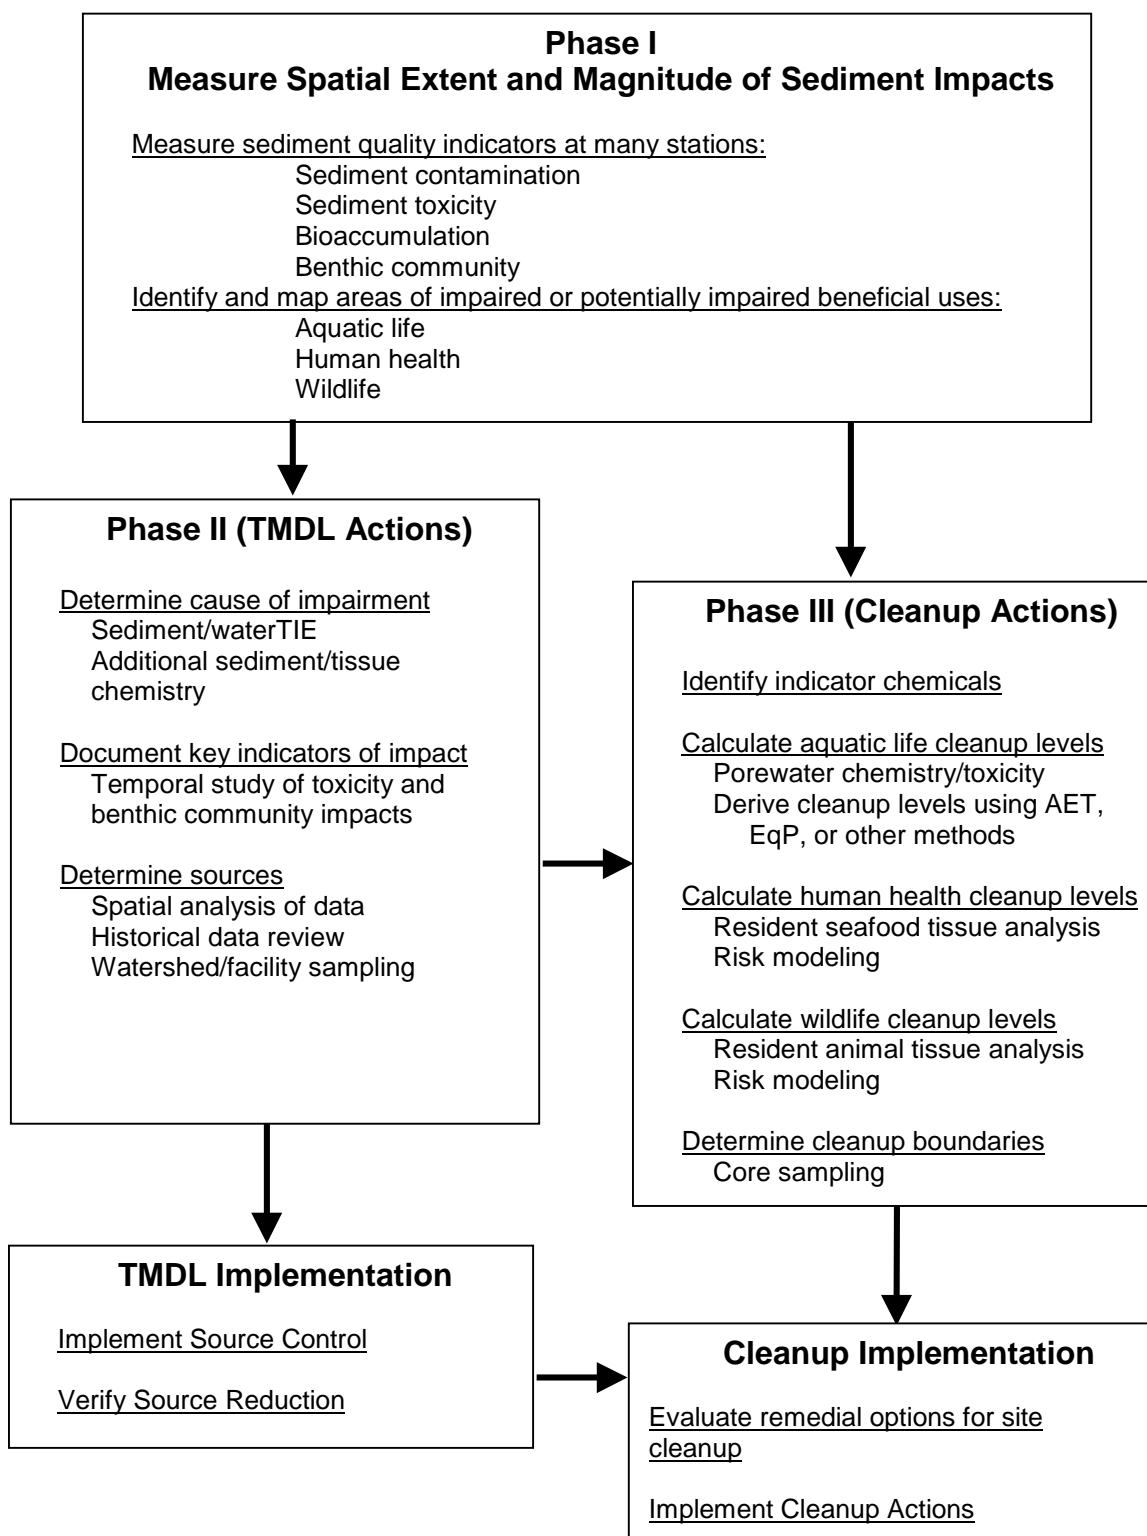 Phase I
Measure Spatial Extent and Magnitude of Sediment Impacts
Measure sediment quality indicators at many stations:
Sediment contamination
Sediment toxicity
Bioaccumulation
Benthic community
Identify and map areas of impaired or potentially impaired beneficial uses:
Aquatic life
Human health
Wildlife
Phase II (TMDL Actions)
Determine cause of impairment
Sediment/waterTIE
Additional sediment/tissue
chemistry
Document key indicators of impact
Temporal study of toxicity and
benthic community impacts
Determine sources
Spatial analysis of data
Historical data review
Watershed/facility sampling
Phase III (Cleanup Actions)
Identify indicator chemicals
Calculate aquatic life cleanup levels
Porewater chemistry/toxicity
Derive cleanup levels using AET,
EqP, or other methods
Calculate human health cleanup levels
Resident seafood tissue analysis
Risk modeling
Calculate wildlife cleanup levels
Resident animal tissue analysis
Risk modeling
Determine cleanup boundaries
Core sampling
TMDL Implementation
Implement Source Control
Verify Source Reduction
Cleanup Implementation
Evaluate remedial options for site
cleanup
Implement Cleanup Actions